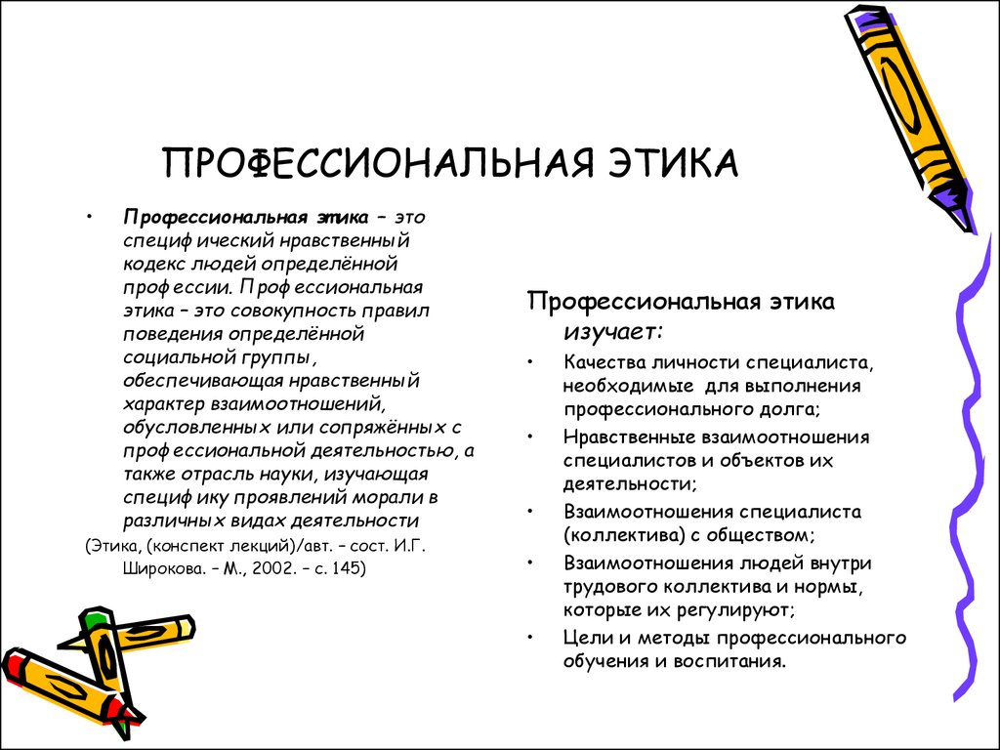 ПРОФЕССИОНАЛЬНАЯ ЭТИКА
• Профессиональная этика – это
специфический нравственный
кодекс людей определённой
профессии. Профессиональная
этика – это совокупность правил
поведения определённой
социальной группы,
обеспечивающая нравственный
характер взаимоотношений,
обусловленных или сопряжённых с
профессиональной деятельностью, а
также отрасль науки, изучающая
специфику проявлений морали в
различных видах деятельности
(Этика, (конспект лекций)/авт. – сост. И.Г.
Широкова. – М., 2002. – с. 145)
Профессиональная этика
изучает:
• Качества личности специалиста,
необходимые для выполнения
профессионального долга;
• Нравственные взаимоотношения
специалистов и объектов их
деятельности;
• Взаимоотношения специалиста
(коллектива) с обществом;
• Взаимоотношения людей внутри
трудового коллектива и нормы,
которые их регулируют;
• Цели и методы профессионального
обучения и воспитания.